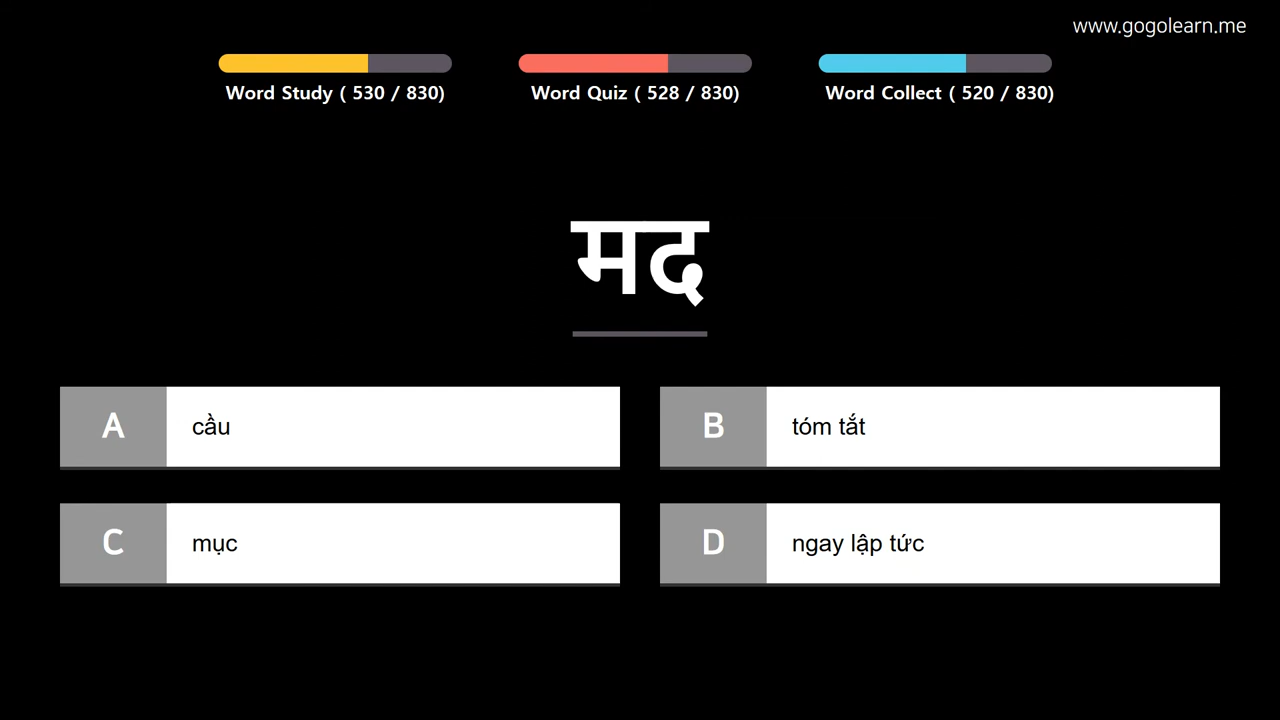 www.gogolearn.me
Word Study ( 530 / 830)
Word Quiz ( 528 / 830)
Word Collect ( 520 / 830)
मद
A cầu
B tóm tắt
C mục
D ngay lập tức